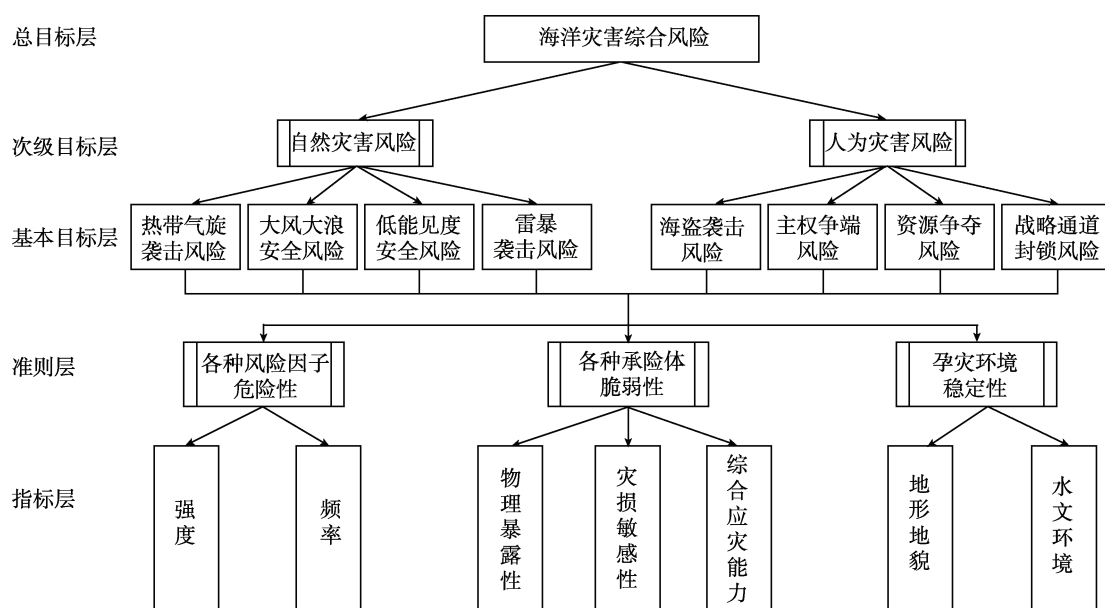 总目标层
海洋灾害综合风险
次级目标层
自然灾害风险
人为灾害风险
基本目标层
热带气旋
袭击风险
大风大浪
安全风险
低能见度
安全风险
雷暴
袭击风险
海盗袭击
风险
主权争端
风险
资源争夺
风险
战略通道
封锁风险
准则层
各种风险因子
危险性
各种承险体
脆弱性
孕灾环境
稳定性
指标层
强度
频率
物理暴露性
灾损敏感性
综合应灾能力
地形地貌
水文环境